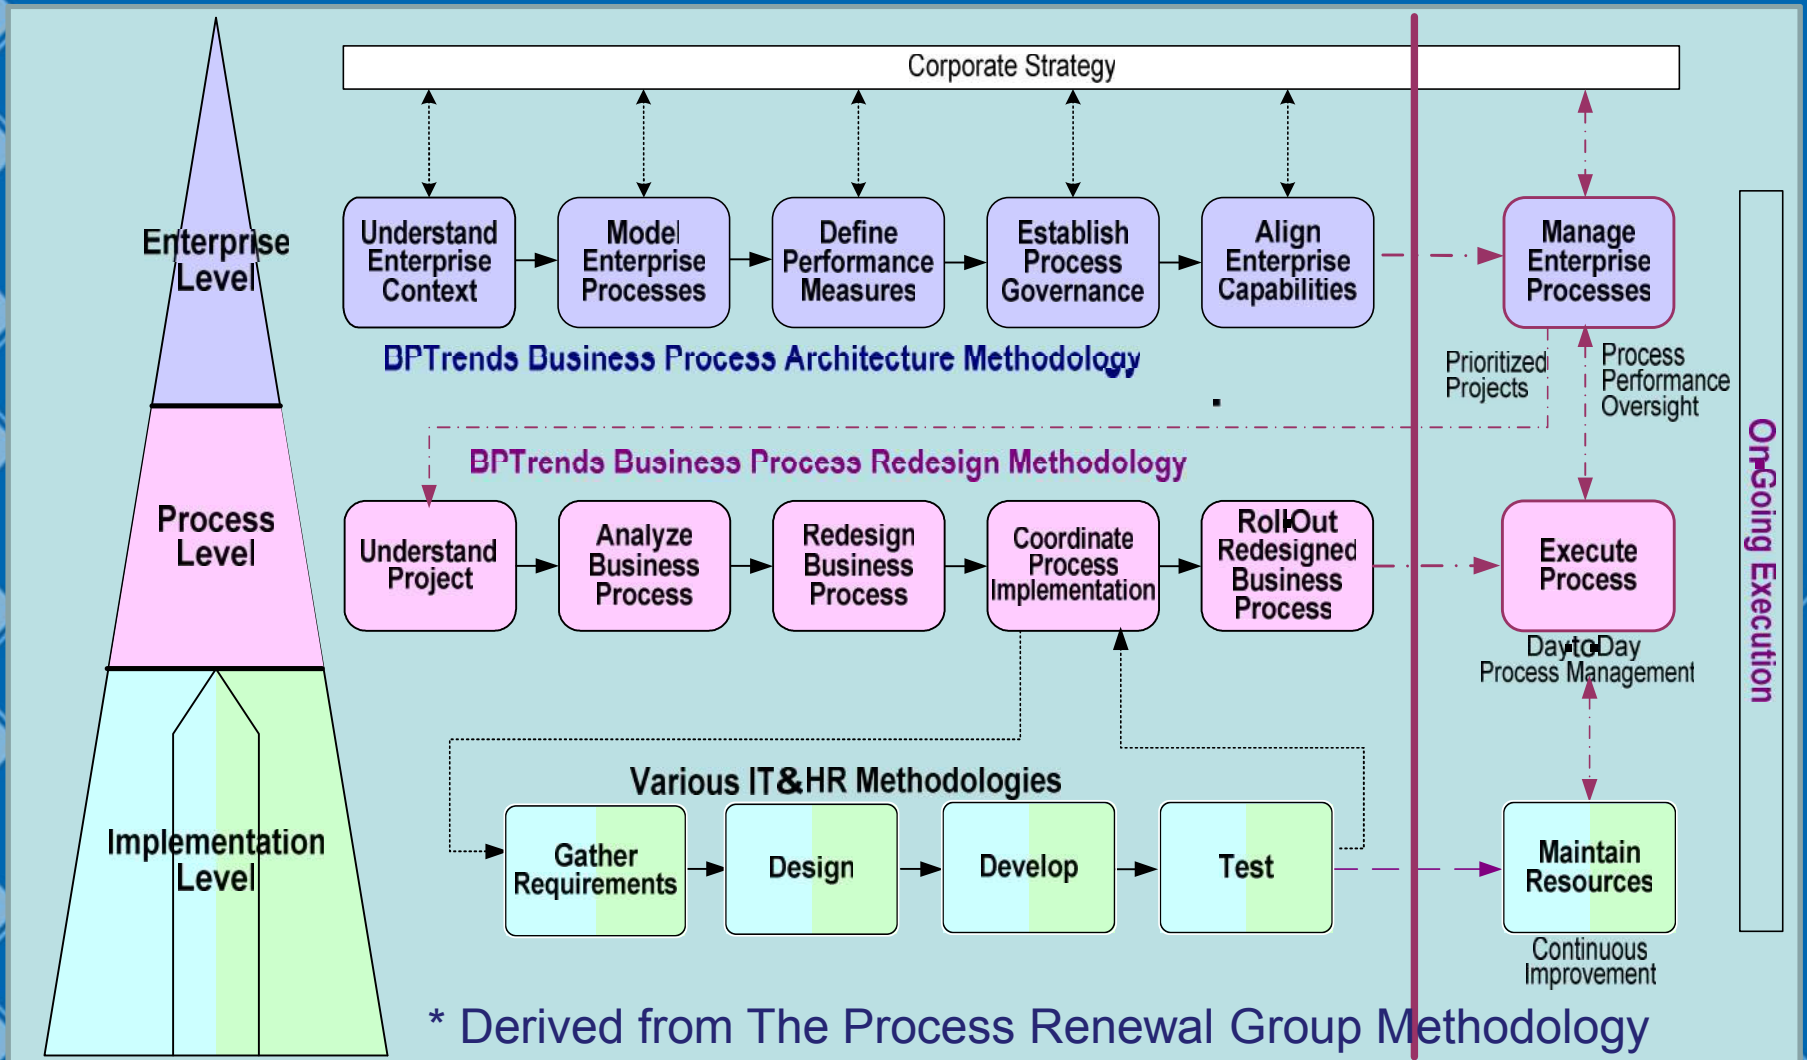 Corporate Strategy
Enterprise
Level
Understand
Enterprise
Context
Model
Enterprise
Processes
Define
Performance
Measures
Establish
Process
Governance
Align
Enterprise
Capabilities
Manage
Enterprise
Processes
BPTrends Business Process Architecture Methodology
Prioritized
Projects
Process
Performance
Oversight
BPTrends Business Process Redesign Methodology
Process
Level
Understand
Project
Analyze
Business
Process
Redesign
Business
Process
Coordinate
Process
Implementation
Roll-Out
Redesigned
Business
Process
Execute
Process
Day-to-Day
Process Management
On-Going Execution
Various IT&HR Methodologies
Implementation
Level
Gather
Requirements
Design
Develop
Test
Maintain
Resources
Continuous
Improvement
* Derived from The Process Renewal Group Methodology